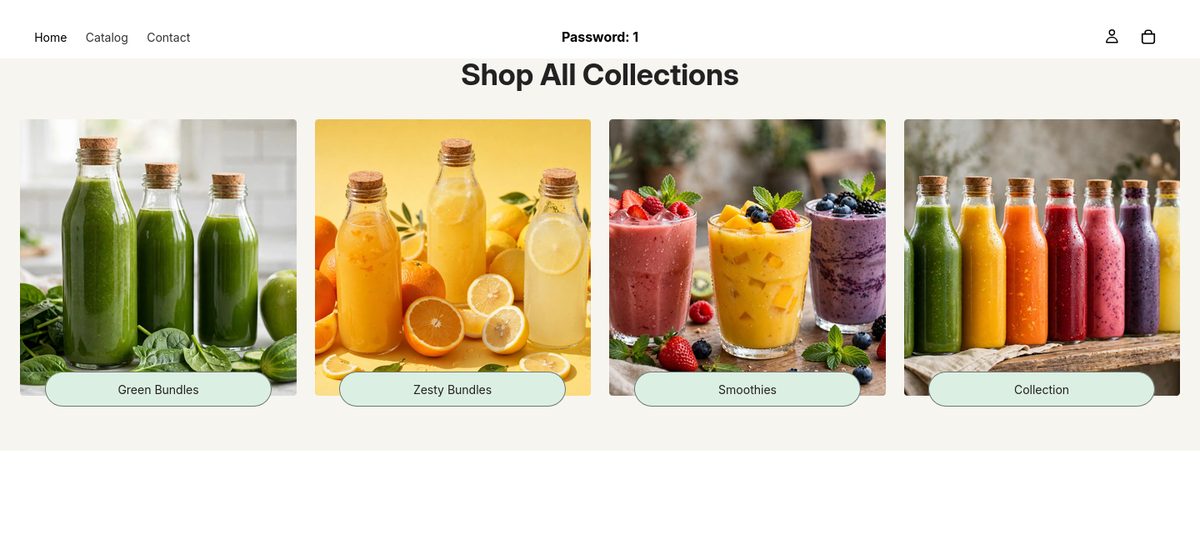 Home Catalog Contact Password: 1
Shop All Collections
Green Bundles
Zesty Bundles
Smoothies
Collection